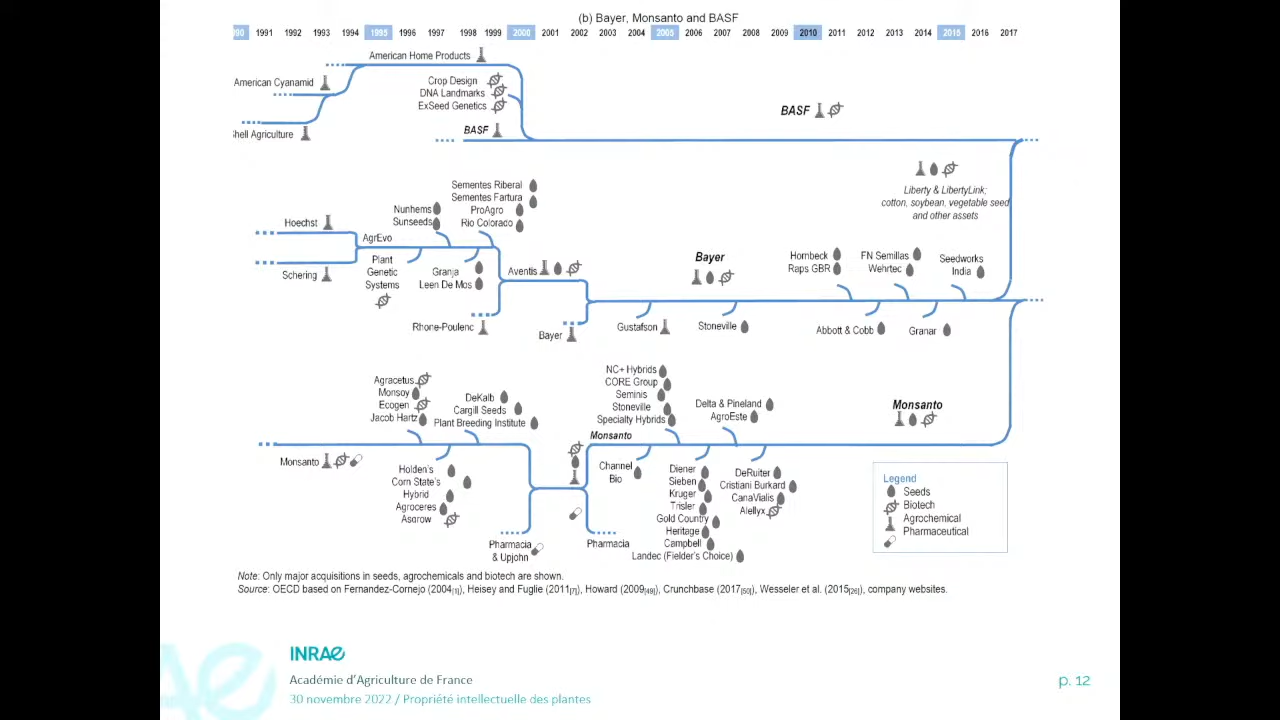 (b) Bayer, Monsanto and BASF
90 1991 1992 1993 1994 1995 1996 1997 1998 1999 2000 2001 2002 2003 2004 2005 2006 2007 2008 2009 2010 2011 2012 2013 2014 2015 2016 2017
American Home Products
American Cyanamid
Crop Design
DNA Landmarks
ExSeed Genetics
BASF
hell Agriculture
BASF
Liberty & LibertyLink;
cotton, soybean, vegetable seed
and other assets
Sementes Riberal
Sementes Fartura
ProAgro
Rio Colorado
Nunhems
Sunseeds
Hoechst
AgrEvo
Schering
Plant
Genetic
Systems
Granja
Leen De Mos
Aventis
Rhone-Poulenc
Bayer
Bayer
Gustafson
Stoneville
Hornbeck
Raps GBR
FN Semillas
Wehrtec
Seedworks
India
Abbott & Cobb
Granar
Agracetus
Monsoy
Ecogen
Jacob Hartz
DeKalb
Cargill Seeds
Plant Breeding Institute
NC+ Hybrids
CORE Group
Seminis
Stoneville
Specialty Hybrids
Delta & Pineland
AgroEste
Monsanto
Monsanto
Monsanto
Holden's
Corn State's
Hybrid
Agroceres
Asgrow
Channel
Bio
Diener
Sieben
Kruger
Trisler
Gold Country
Heritage
Campbell
Landec (Fielder's Choice)
DeRuiter
Cristiani Burkard
CanaVialis
Alellyx
Pharmacia
& Upjohn
Pharmacia
Legend
Seeds
Biotech
Agrochemical
Pharmaceutical
Note: Only major acquisitions in seeds, agrochemicals and biotech are shown.
Source: OECD based on Fernandez-Cornejo (2004[1]), Heisey and Fuglie (2011[7]), Howard (2009[49]), Crunchbase (2017[50]), Wesseler et al. (2015[26]), company websites.
INRAE
Académie d'Agriculture de France
30 novembre 2022 / Propriété intellectuelle des plantes
p. 12